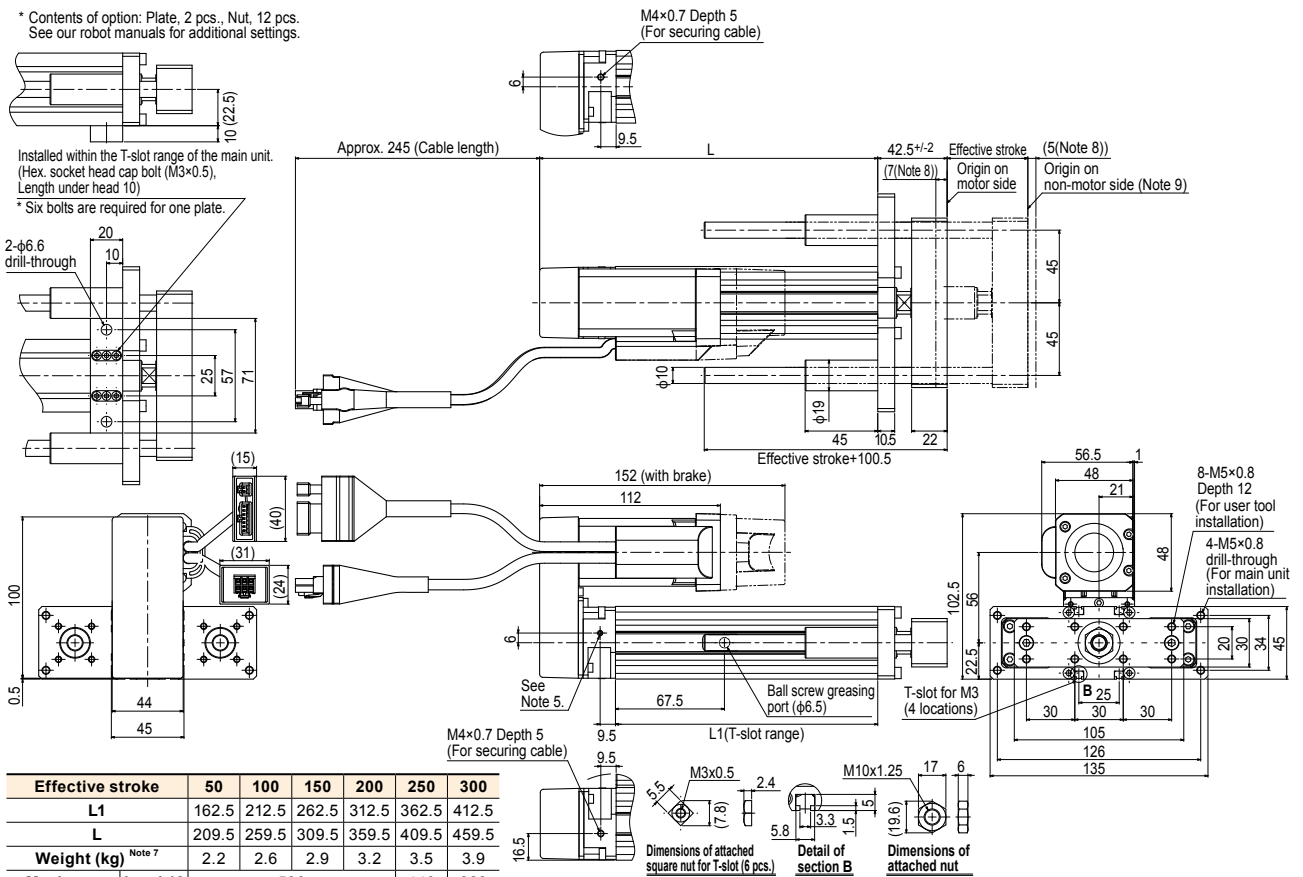 * Contents of option: Plate, 2 pcs., Nut, 12 pcs.
See our robot manuals for additional settings.
10 (22.5)
Installed within the T-slot range of the main unit.
(Hex. socket head cap bolt (M3×0.5),
Length under head 10)
* Six bolts are required for one plate.
M4×0.7 Depth 5
(For securing cable)
6
9.5
Approx. 245 (Cable length)
L
42.5+/-2
Effective stroke
(5(Note 8))
(7(Note 8))
Origin on
motor side
Origin on
non-motor side (Note 9)
45
45
φ10
φ19
45
10.5
22
Effective stroke+100.5
20
10
2-φ6.6
drill-through
25
57
71
(15)
(40)
(31)
(24)
100
0.5
44
45
152 (with brake)
112
6
See
Note 5.
67.5
Ball screw greasing
port (φ6.5)
9.5
L1(T-slot range)
56.5
1
48
21
8-M5×0.8
Depth 12
(For user tool
installation)
4-M5×0.8
drill-through
(For main unit
installation)
48
102.5
56
22.5
20
30
34
45
T-slot for M3
(4 locations)
B
25
30
30
30
105
126
135
M4×0.7 Depth 5
(For securing cable)
9.5
16.5
M3x0.5
5.5
(7.8)
2.4
Dimensions of attached
square nut for T-slot (6 pcs.)
5
3.3
1.5
5.8
Detail of
section B
M10×1.25
17
6
(19.6)
Dimensions of
attached nut
Effective stroke 50 100 150 200 250 300
L1 162.5 212.5 262.5 312.5 362.5 412.5
L 209.5 259.5 309.5 359.5 409.5 459.5
Weight (kg) Note 7 2.2 2.6 2.9 3.2 3.5 3.9